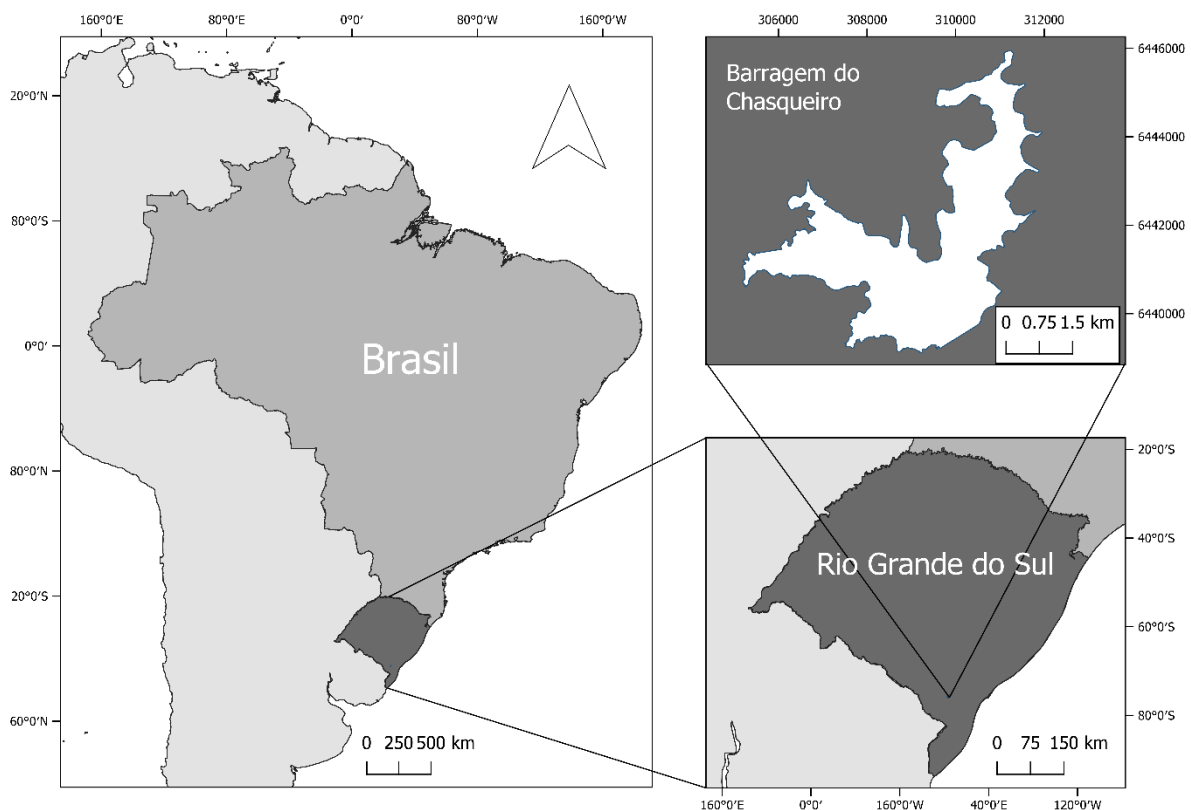 160°0′E 80°0′E 0°0′ 80°0′W 160°0′W
20°0′N
80°0′S
0°0′
80°0′N
20°0′S
60°0′N
Brasil
0 250 500 km
306000 308000 310000 312000
6446000
6444000
6442000
6440000
Barragem do
Chasqueiro
0 0.75 1.5 km
20°0′S
40°0′S
60°0′S
80°0′S
Rio Grande do Sul
0 75 150 km
160°0′E 0°0′ 160°0′W 40°0′E 120°0′W